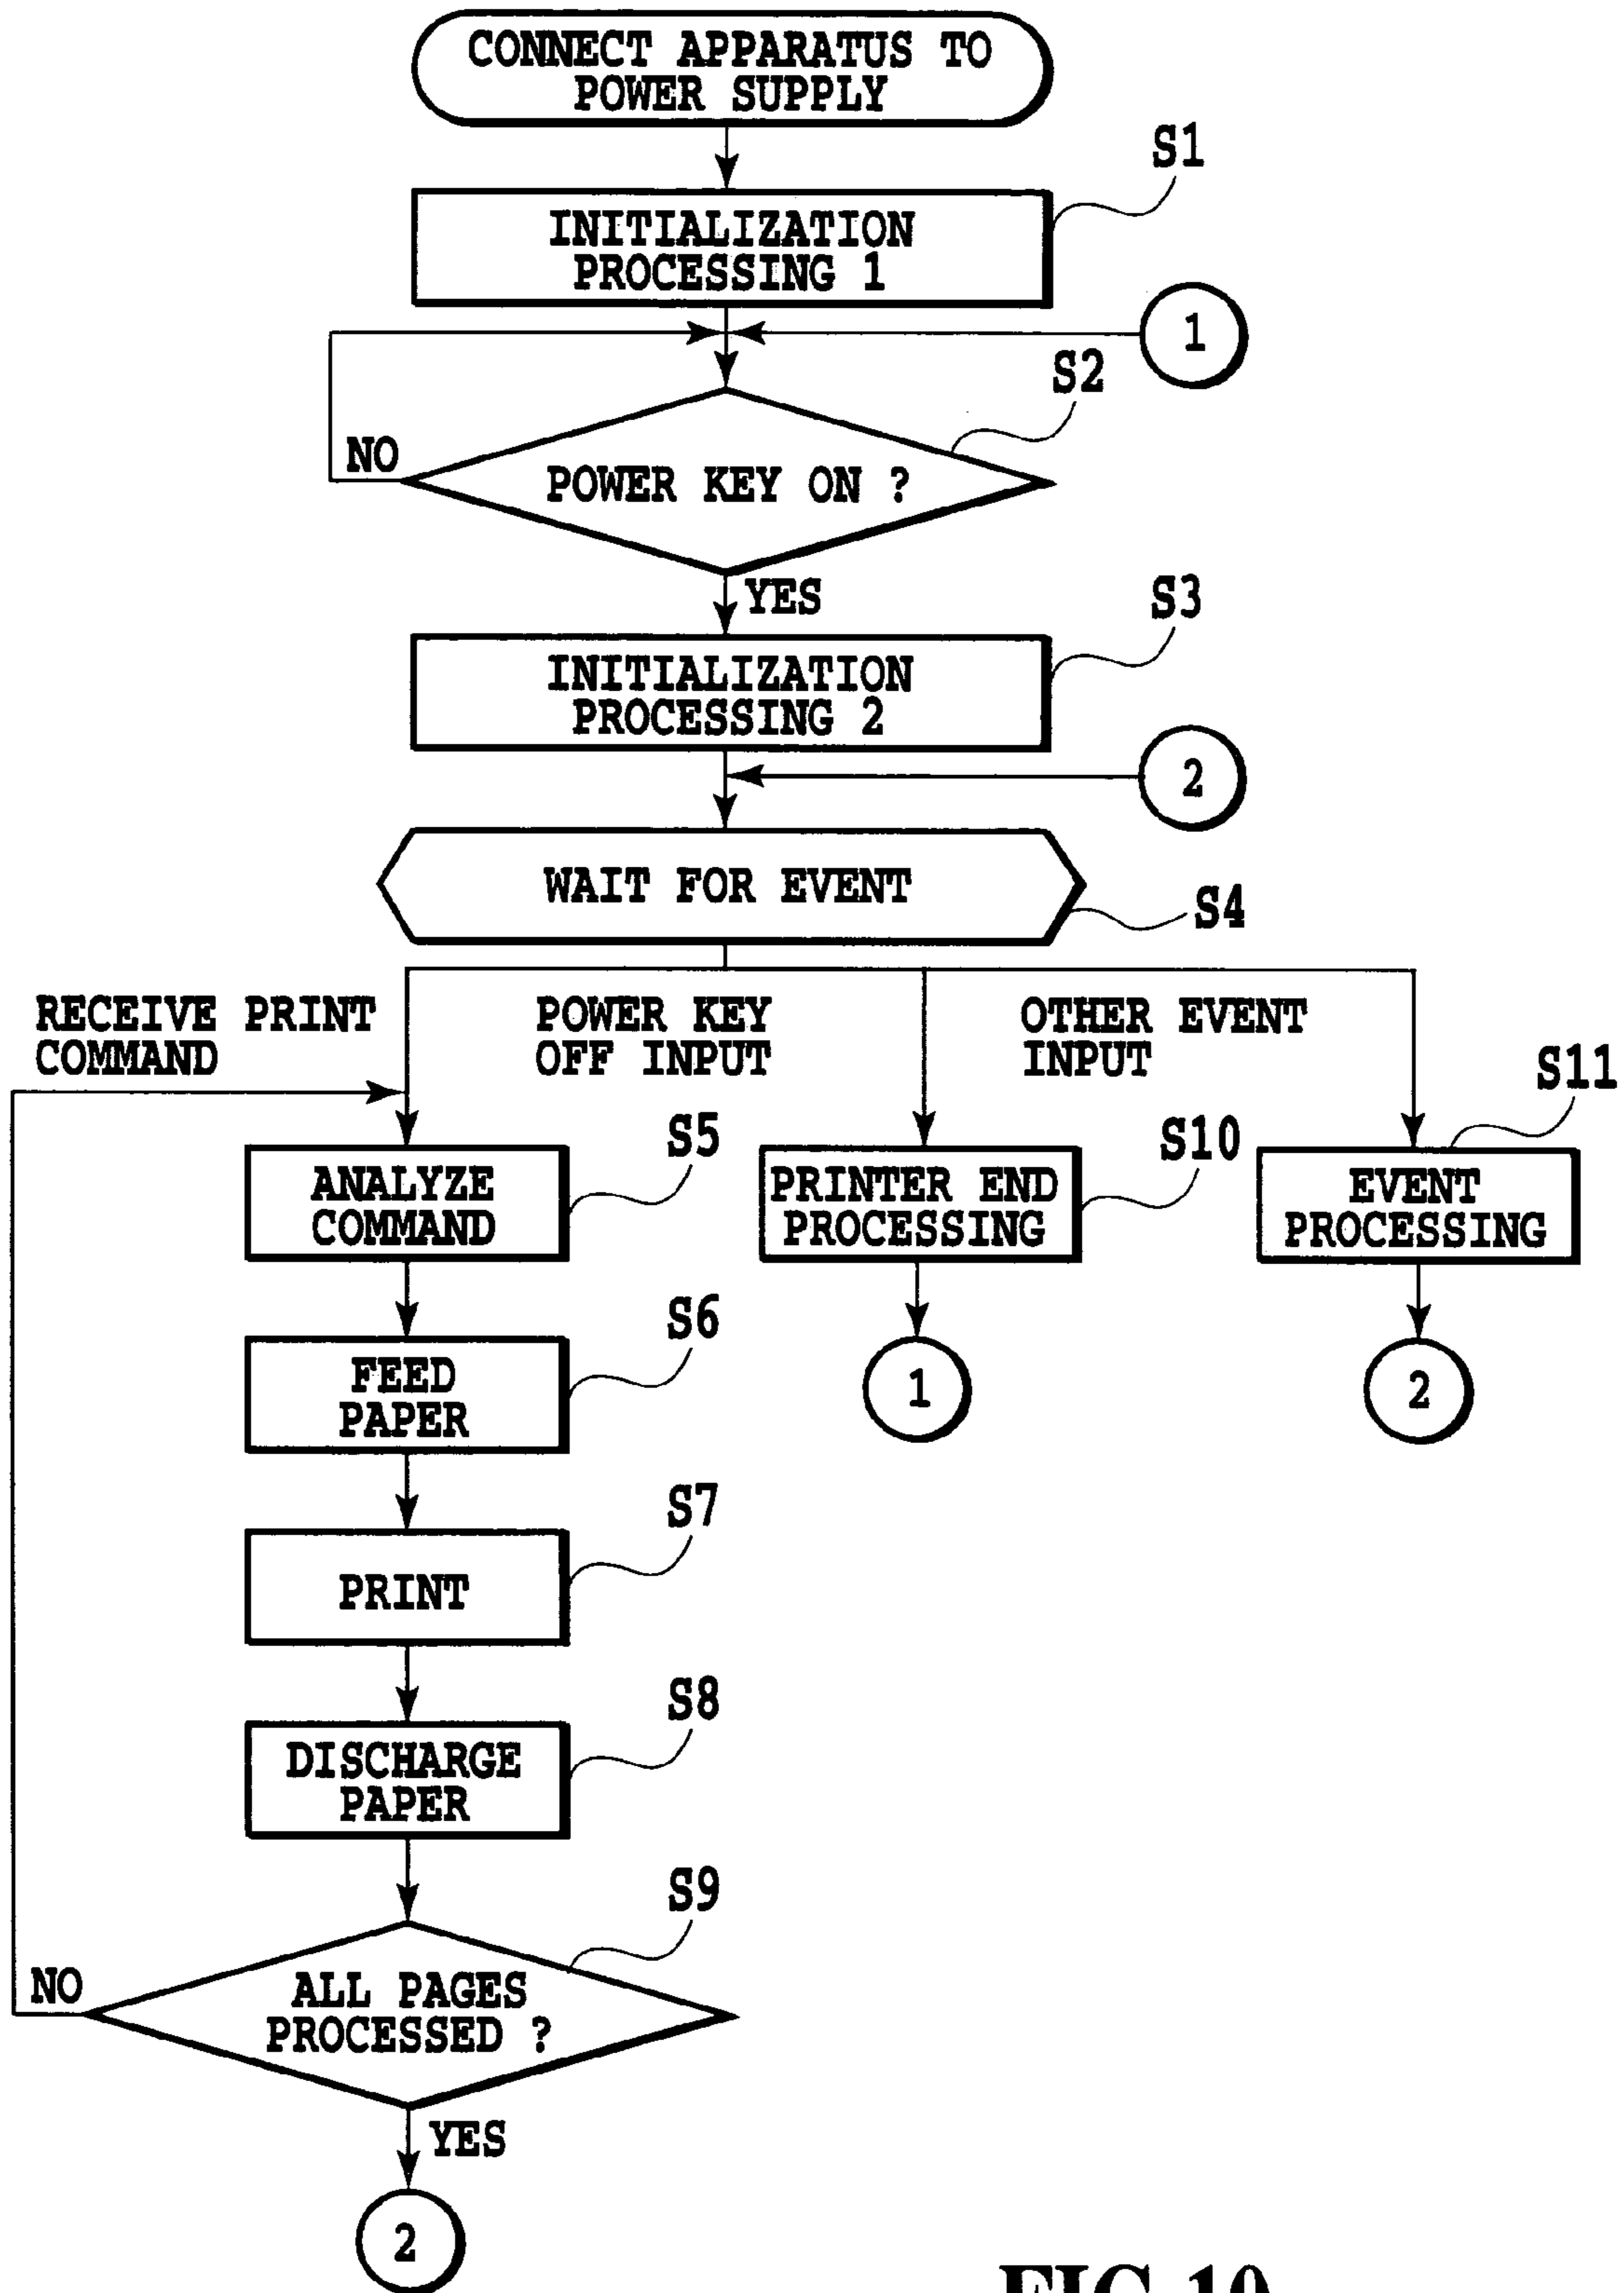 CONNECT APPARATUS TO
POWER SUPPLY
S1
INITIALIZATION
PROCESSING 1
1
S2
NO
POWER KEY ON ?
YES
S3
INITIALIZATION
PROCESSING 2
2
WAIT FOR EVENT
S4
RECEIVE PRINT
COMMAND
POWER KEY
OFF INPUT
OTHER EVENT
INPUT
S5
ANALYZE
COMMAND
S10
PRINTER END
PROCESSING
S11
EVENT
PROCESSING
S6
FEED
PAPER
1
2
S7
PRINT
S8
DISCHARGE
PAPER
S9
NO
ALL PAGES
PROCESSED ?
YES
2
FIG.10